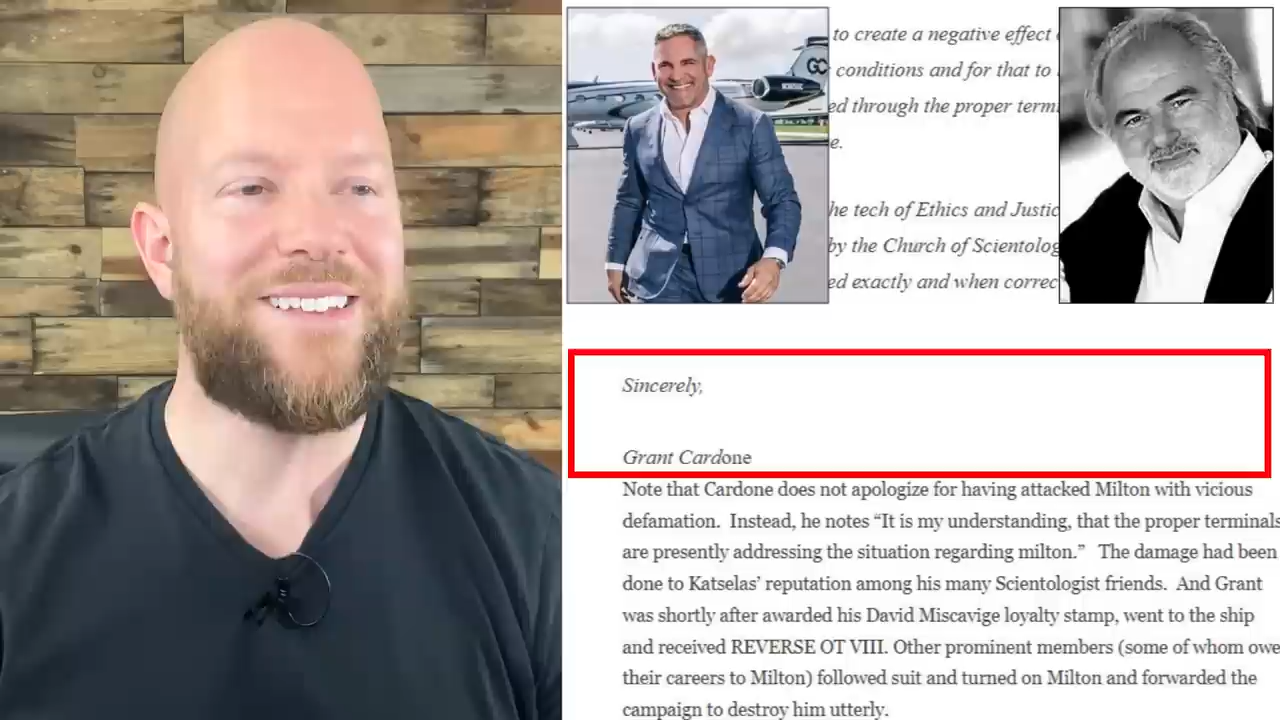 to create a negative effect
conditions and for that to
ed through the proper term
e.
he tech of Ethics and Justic
by the Church of Scientolog
ed exactly and when correc
GC
Sincerely,
Grant Cardone
Note that Cardone does not apologize for having attacked Milton with vicious
defamation. Instead, he notes “It is my understanding, that the proper terminals
are presently addressing the situation regarding milton.” The damage had been
done to Katselas’ reputation among his many Scientologist friends. And Grant
was shortly after awarded his David Miscavige loyalty stamp, went to the ship
and received REVERSE OT VIII. Other prominent members (some of whom owe
their careers to Milton) followed suit and turned on Milton and forwarded the
campaign to destroy him utterly.